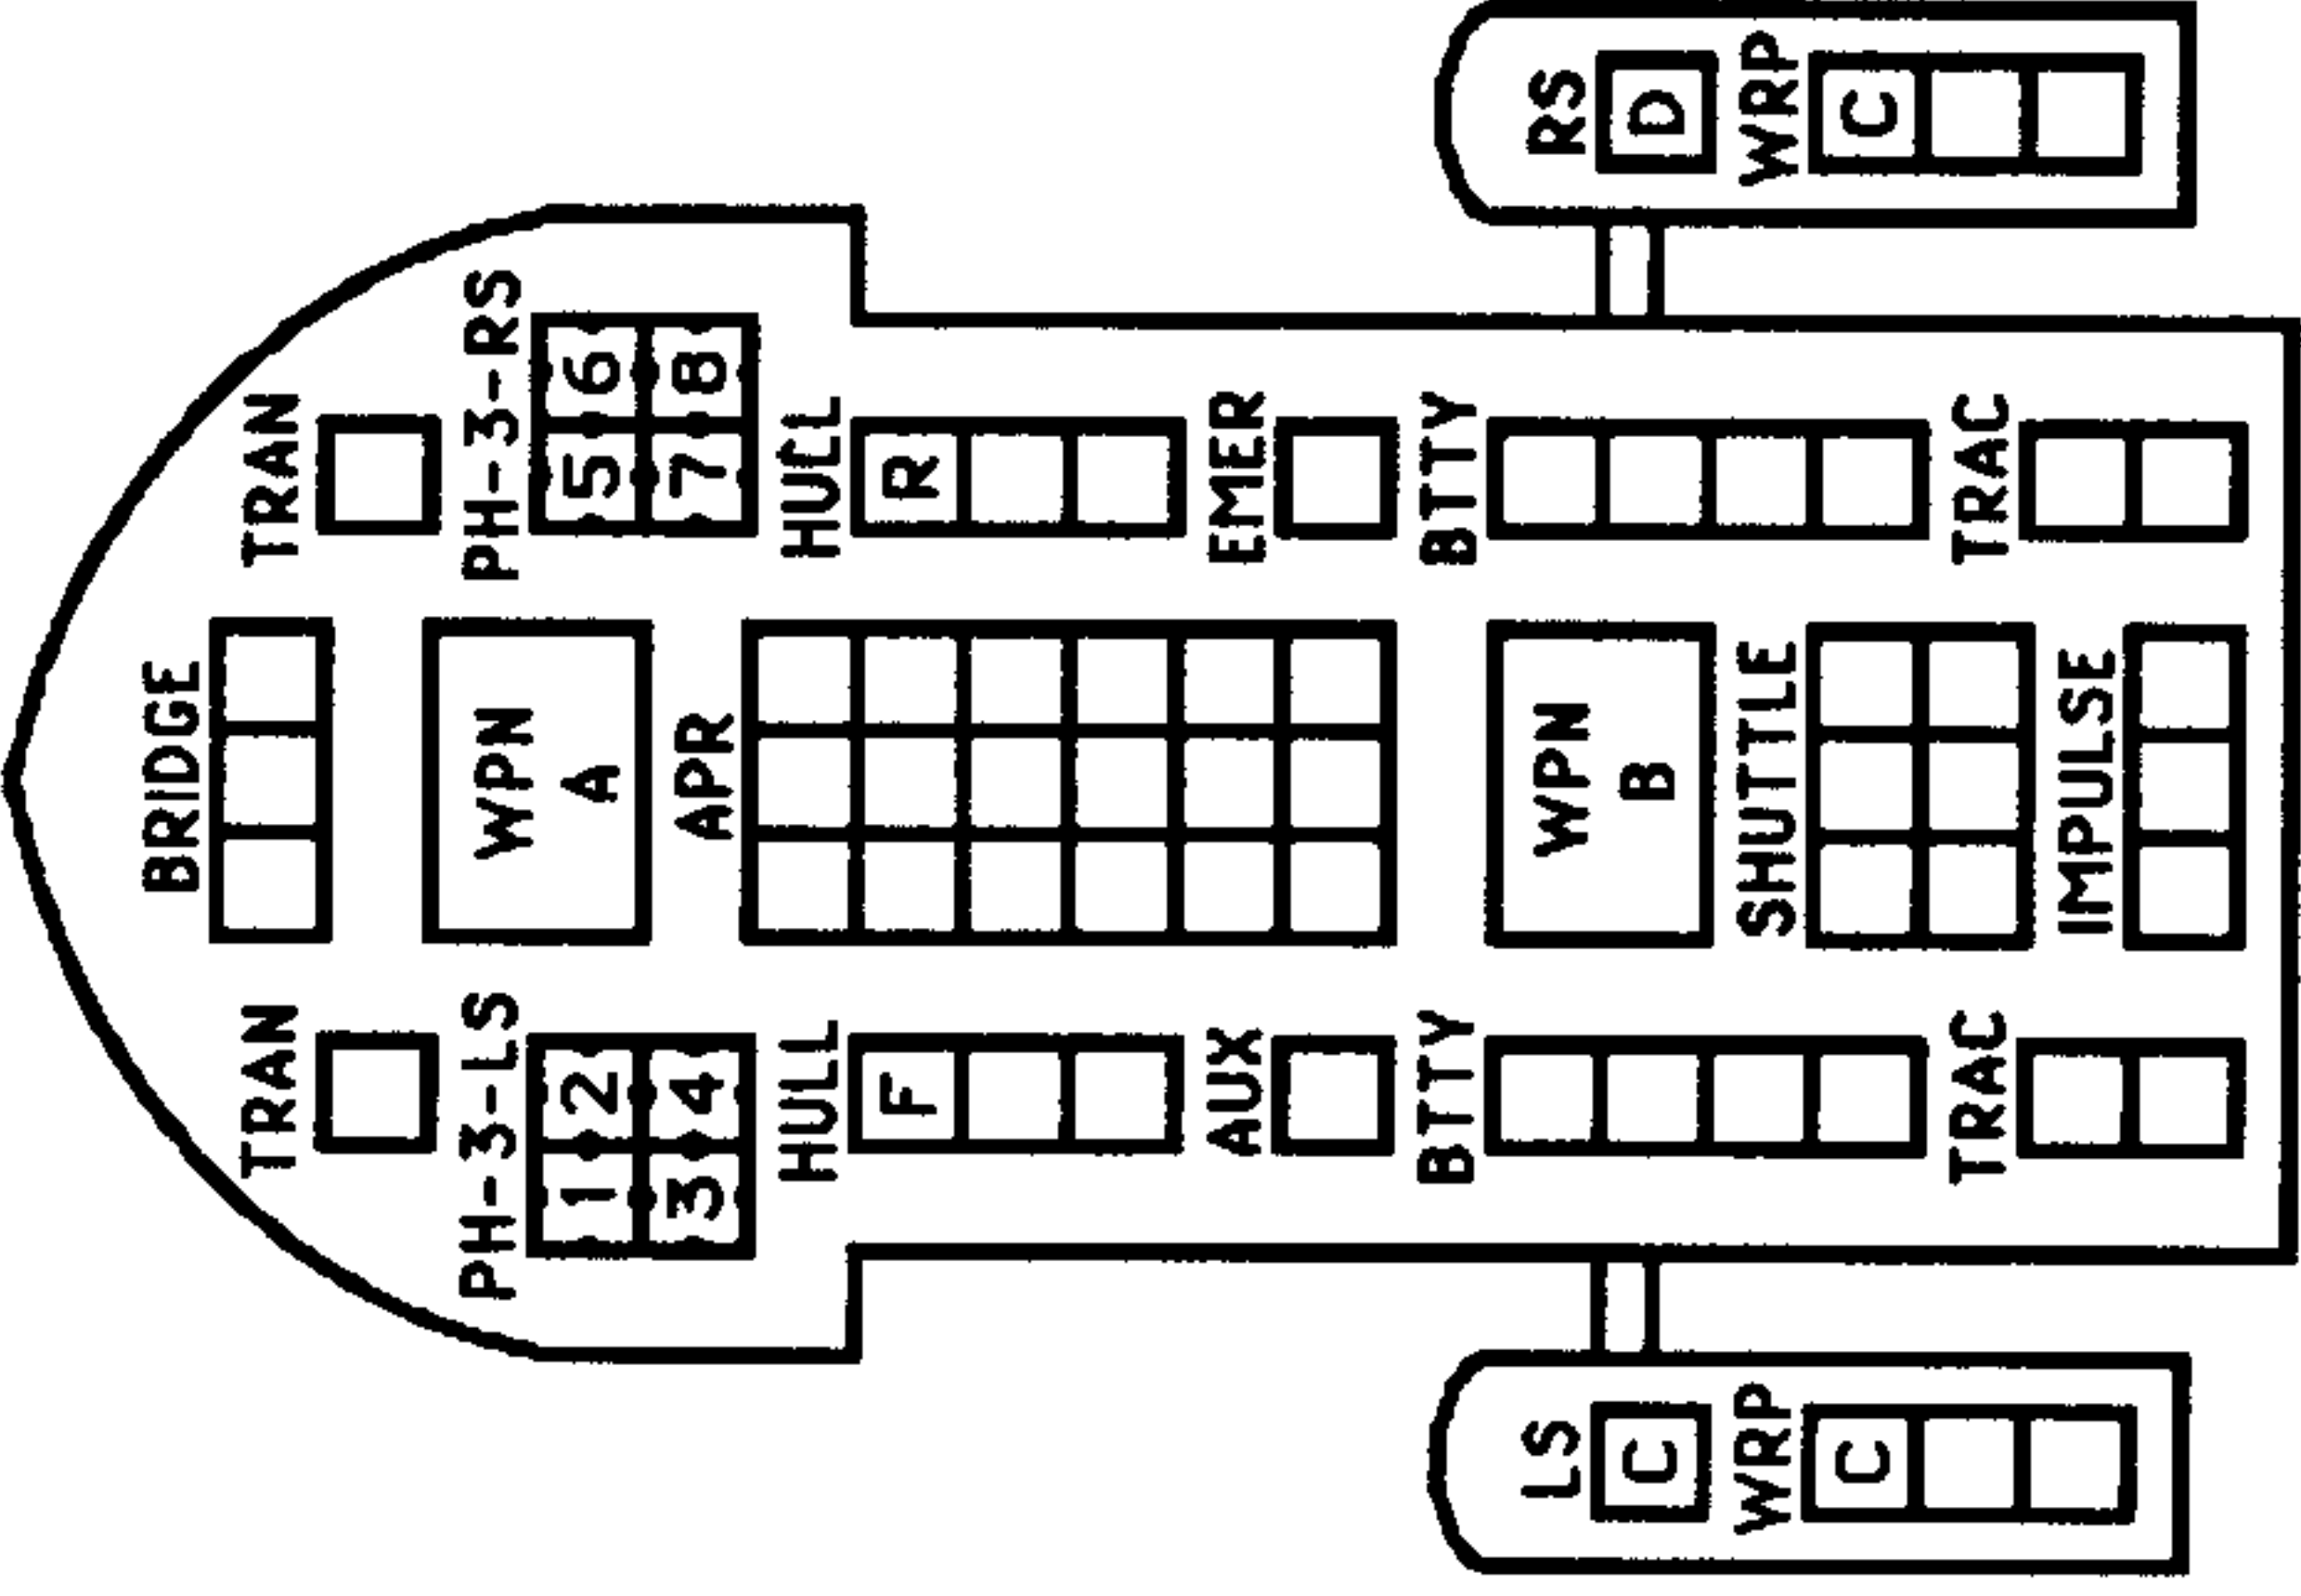 BRIDGE
TRAN TRAN
PH-3-LS WPN PH-3-RS
1 2 A 5 6
3 4 APR 7 8
HULL HULL
F R
AUX EMER
BTTY BTTY
LS WPN RS
C B D
WRP SHUTTLE WRP
C C
TRAC TRAC
IMPULSE